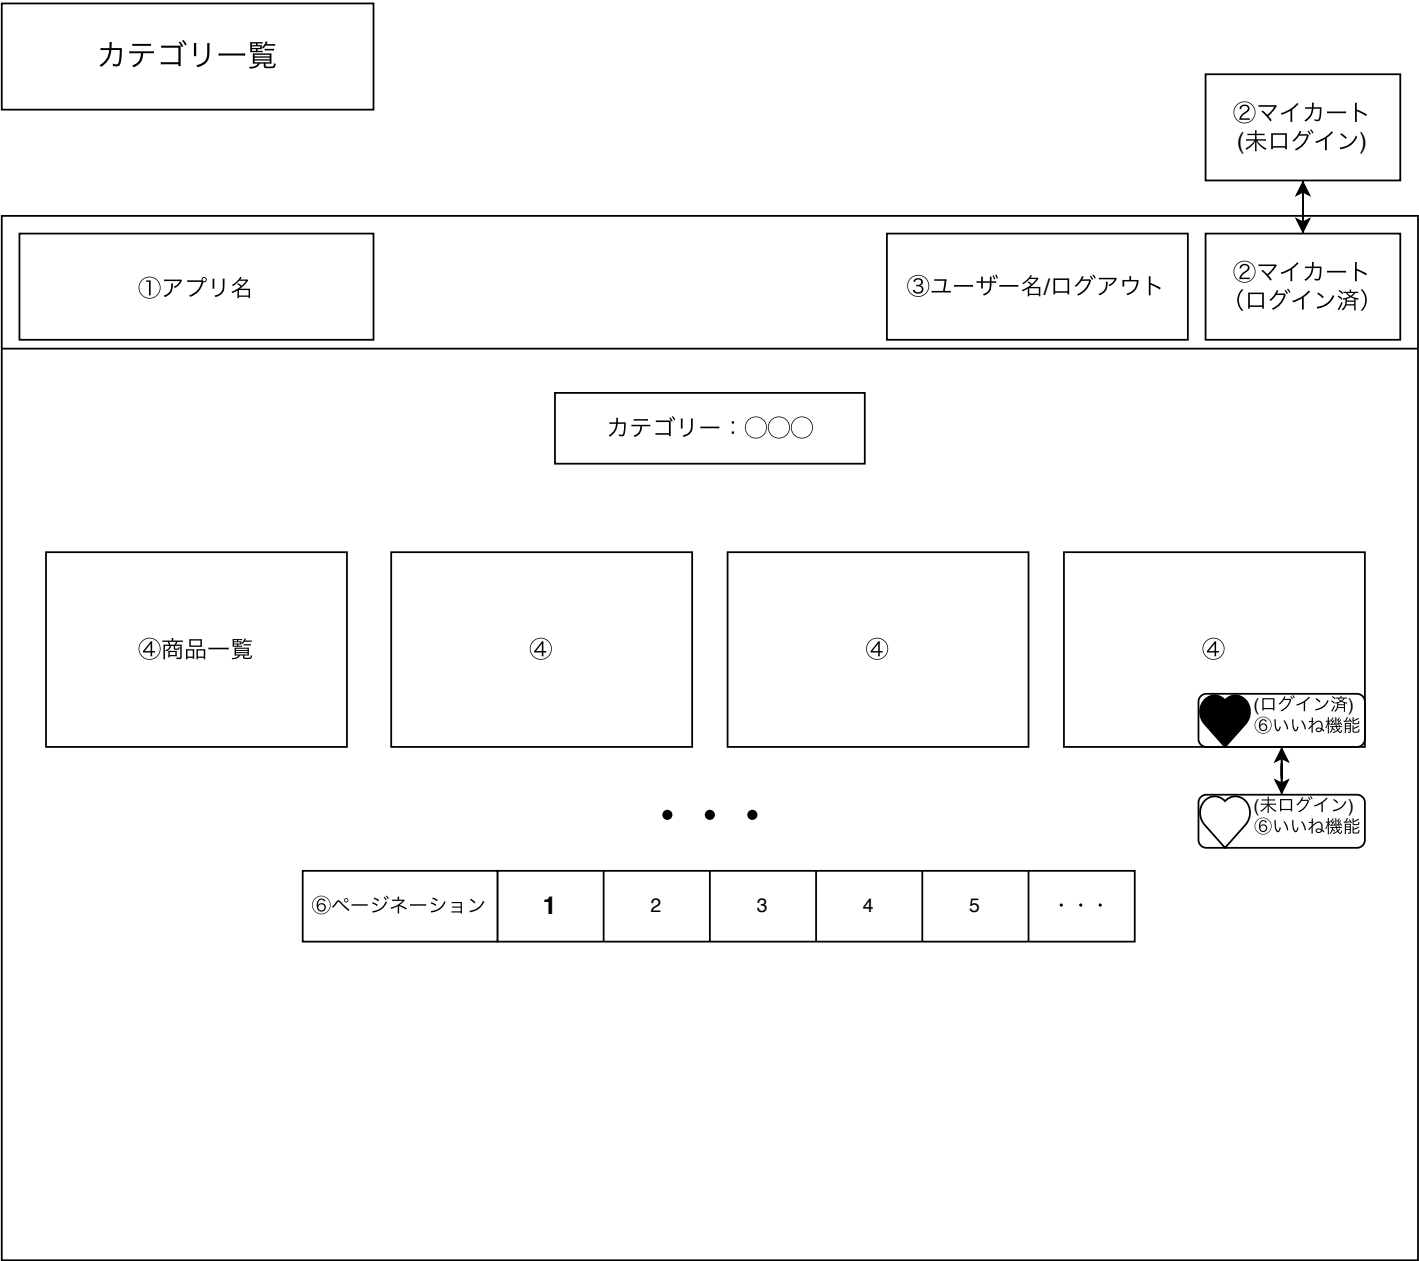 カテゴリ一覧
②マイカート
(未ログイン)
①アプリ名
③ユーザー名/ログアウト
②マイカート
（ログイン済）
カテゴリー：◯◯◯
④商品一覧
④
④
④
(ログイン済)
⑥いいね機能
・・・
(未ログイン)
⑥いいね機能
⑥ページネーション
1
2
3
4
5
・・・